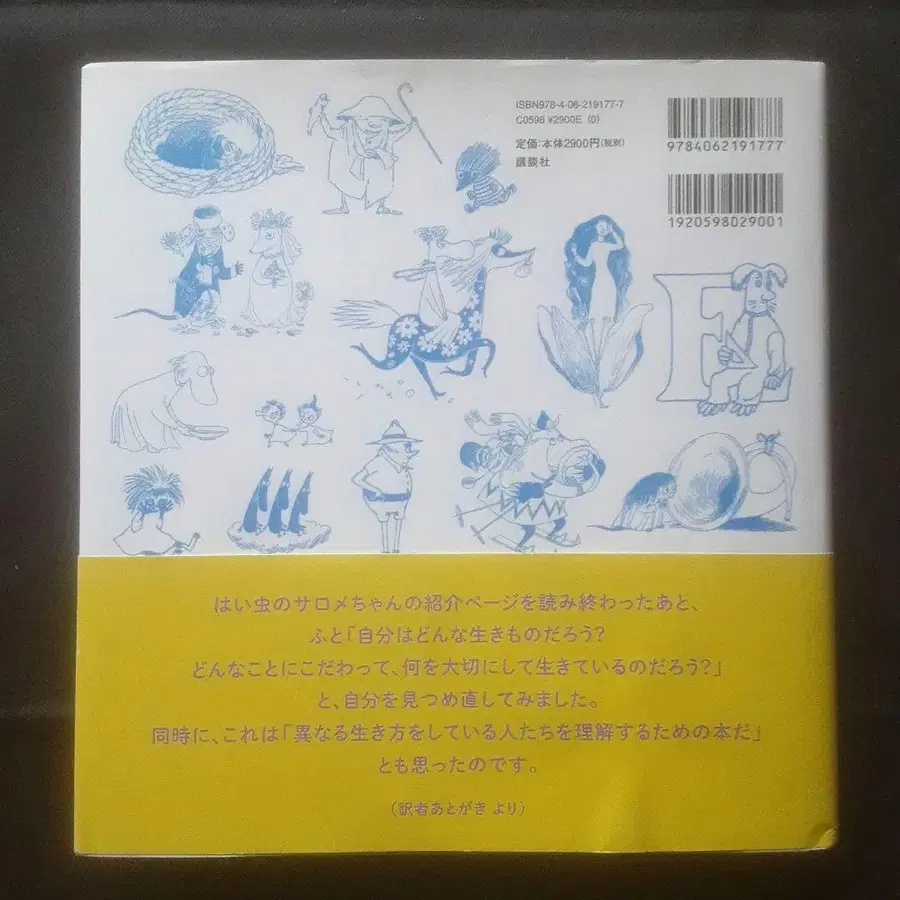 ISBN978-4-06-219177-7
C0598 ¥2900E (0)
定価:本体2900円(税別)
講談社
9784062191777
1920598029001
E
はい虫のサロメちゃんの紹介ページを読み終わったあと、
ふと「自分はどんな生きものだろう?
どんなことにこだわって、何を大切にして生きているのだろう?」
と、自分を見つめ直してみました。
同時に、これは「異なる生き方をしている人たちを理解するための本だ」
とも思ったのです。
(訳者あとがき より)